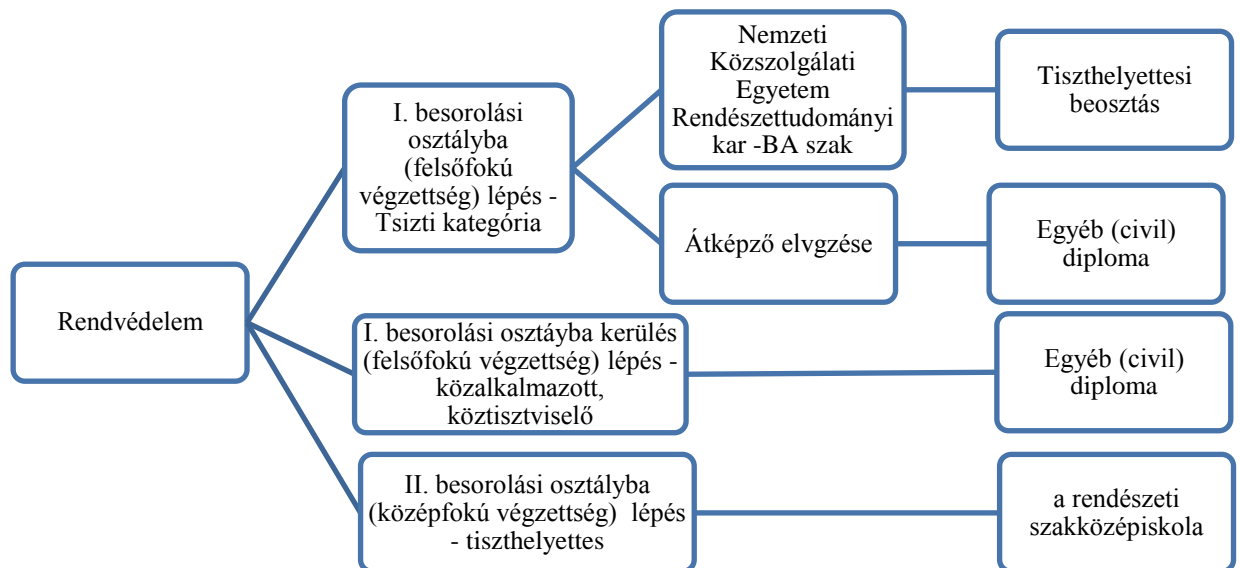 Rendvédelem
I. besorolási
osztályba
(felsőfokú
végzettség) lépés -
Tsizti kategória
Nemzeti
Közszolgálati
Egyetem
Rendészettudományi
kar -BA szak
Tiszthelyettesi
beosztás
Átképző elvgzése
Egyéb (civil)
diploma
I. besorolási osztáyba kerülés
(felsőfokú végzettség) lépés -
közalkalmazott,
köztisztviselő
Egyéb (civil)
diploma
II. besorolási osztályba
(középfokú végzettség) lépés
- tiszthelyettes
a rendészeti
szakközépiskola